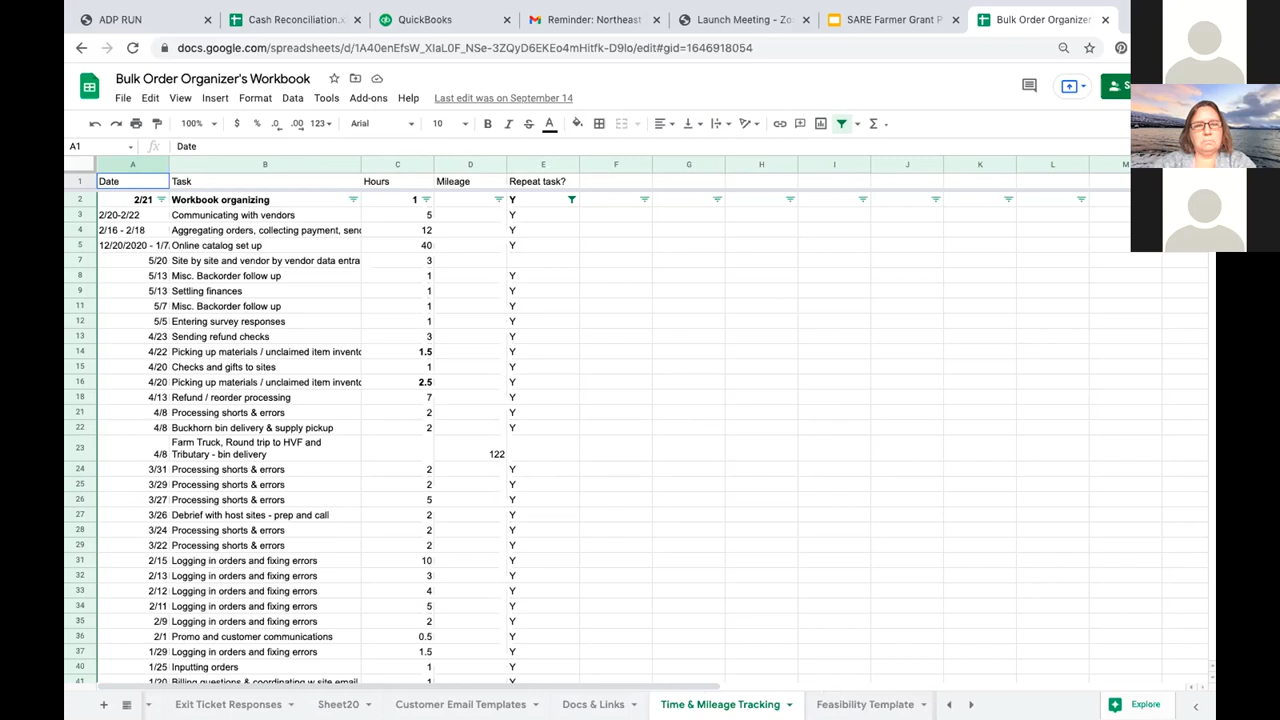 ADP RUN × Cash Reconciliation.x × QuickBooks × Reminder: Northeast × Launch Meeting - Zo × SARE Farmer Grant P × Bulk Order Organizer ×
docs.google.com/spreadsheets/d/1A40enEfsW_XIaL0F_NSe-3ZQyD6EKEo4mHitfk-D9lo/edit#gid=1646918054
Bulk Order Organizer's Workbook
File Edit View Insert Format Data Tools Add-ons Help Last edit was on September 14
100% $ % .0 .00 123 Arial 10 B I S A
A1 fx Date
A B C D E F G H I J K L M
1 Date Task Hours Mileage Repeat task?
2 2/21 Workbook organizing 1 Y
3 2/20-2/22 Communicating with vendors 5 Y
4 2/16 - 2/18 Aggregating orders, collecting payment, sen 12 Y
5 12/20/2020 - 1/7 Online catalog set up 40 Y
7 5/20 Site by site and vendor by vendor data entra 3
8 5/13 Misc. Backorder follow up 1 Y
9 5/13 Settling finances 1 Y
11 5/7 Misc. Backorder follow up 1 Y
12 5/5 Entering survey responses 1 Y
13 4/23 Sending refund checks 3 Y
14 4/22 Picking up materials / unclaimed item invento 1.5 Y
15 4/20 Checks and gifts to sites 1 Y
16 4/20 Picking up materials / unclaimed item invento 2.5 Y
18 4/13 Refund / reorder processing 7 Y
21 4/8 Processing shorts & errors 2 Y
22 4/8 Buckhorn bin delivery & supply pickup 2 Y
Farm Truck, Round trip to HVF and
23 4/8 Tributary - bin delivery 122
24 3/31 Processing shorts & errors 2 Y
25 3/29 Processing shorts & errors 2 Y
26 3/27 Processing shorts & errors 5 Y
27 3/26 Debrief with host sites - prep and call 2 Y
28 3/24 Processing shorts & errors 2 Y
29 3/22 Processing shorts & errors 2 Y
31 2/15 Logging in orders and fixing errors 10 Y
32 2/13 Logging in orders and fixing errors 3 Y
33 2/12 Logging in orders and fixing errors 4 Y
34 2/11 Logging in orders and fixing errors 5 Y
35 2/9 Logging in orders and fixing errors 2 Y
36 2/1 Promo and customer communications 0.5 Y
37 1/29 Logging in orders and fixing errors 1.5 Y
40 1/25 Inputting orders 1 Y
41 1/20 Billing questions & coordinating w site email 1 Y
Exit Ticket Responses Sheet20 Customer Email Templates Docs & Links Time & Mileage Tracking Feasibility Template Explore